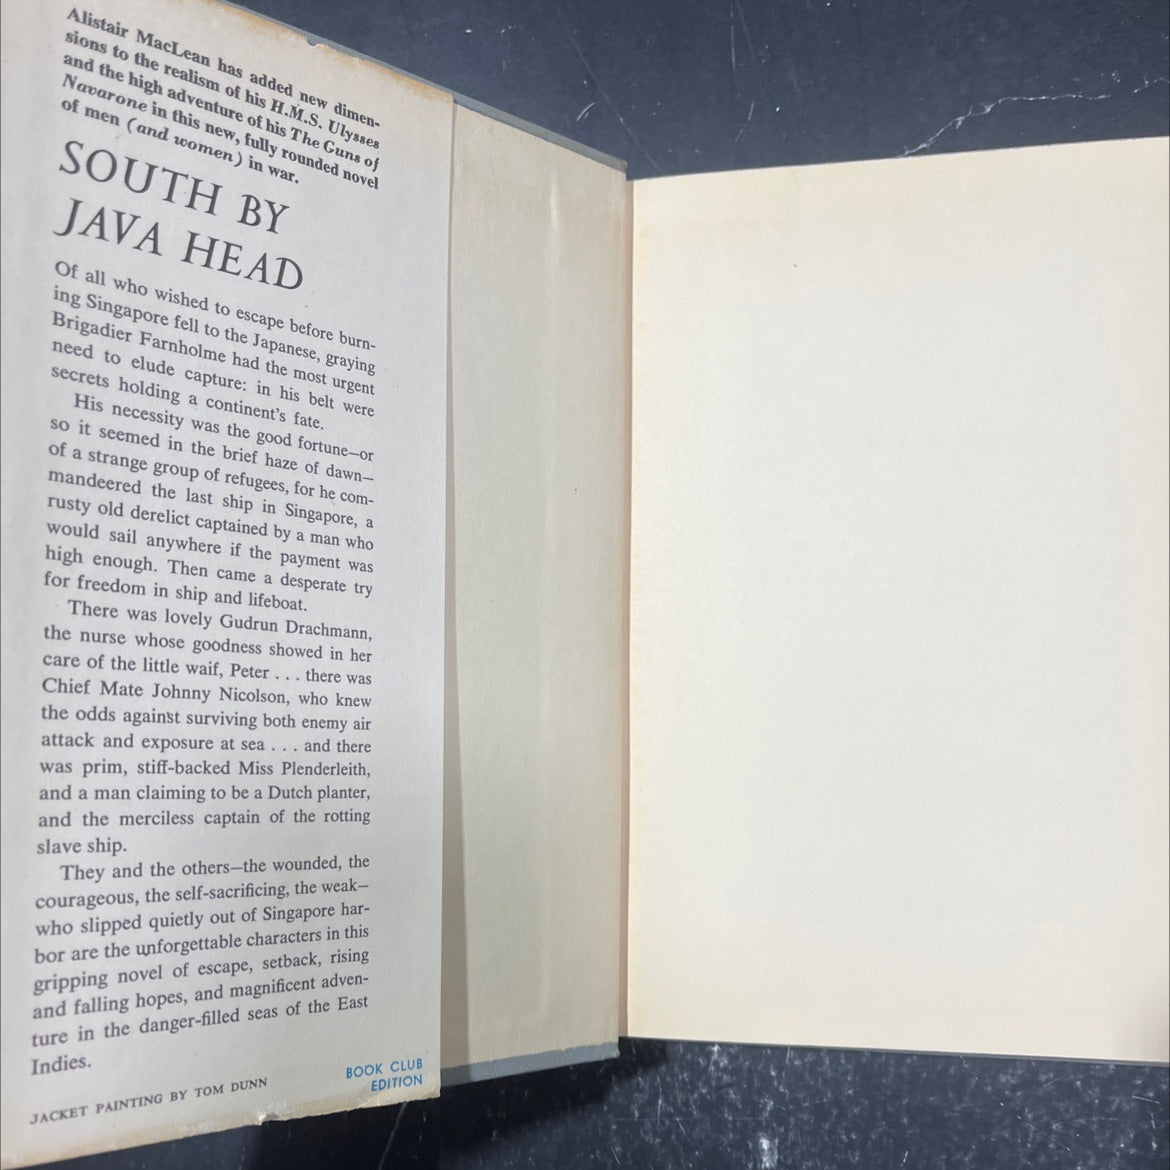 Alistair MacLean has added new dimen-
sions to the realism of his H.M.S. Ulysses
and the high adventure of his The Guns of
Navarone in this new, fully rounded novel
of men (and women) in war.
SOUTH BY
JAVA HEAD
Of all who wished to escape before burn-
ing Singapore fell to the Japanese, graying
Brigadier Farnholme had the most urgent
need to elude capture: in his belt were
secrets holding a continent's fate.
His necessity was the good fortune—or
so it seemed in the brief haze of dawn—
of a strange group of refugees, for he com-
mandeered the last ship in Singapore, a
rusty old derelict captained by a man who
would sail anywhere if the payment was
high enough. Then came a desperate try
for freedom in ship and lifeboat.
There was lovely Gudrun Drachmann,
the nurse whose goodness showed in her
care of the little waif, Peter . . . there was
Chief Mate Johnny Nicolson, who knew
the odds against surviving both enemy air
attack and exposure at sea . . . and there
was prim, stiff-backed Miss Plenderleith,
and a man claiming to be a Dutch planter,
and the merciless captain of the rotting
slave ship.
They and the others—the wounded, the
courageous, the self-sacrificing, the weak—
who slipped quietly out of Singapore har-
bor are the unforgettable characters in this
gripping novel of escape, setback, rising
and falling hopes, and magnificent adven-
ture in the danger-filled seas of the East
Indies.
JACKET PAINTING BY TOM DUNN
BOOK CLUB
EDITION